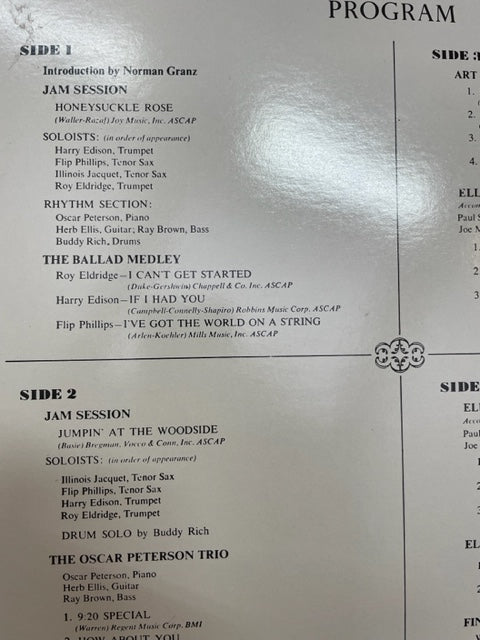 PROGRAM
SIDE 1
Introduction by Norman Granz
JAM SESSION
HONEYSUCKLE ROSE
(Waller-Razaf) Joy Music, Inc. ASCAP
SOLOISTS: (in order of appearance)
Harry Edison, Trumpet
Flip Phillips, Tenor Sax
Illinois Jacquet, Tenor Sax
Roy Eldridge, Trumpet
RHYTHM SECTION:
Oscar Peterson, Piano
Herb Ellis, Guitar; Ray Brown, Bass
Buddy Rich, Drums
THE BALLAD MEDLEY
Roy Eldridge—I CAN'T GET STARTED
(Duke-Gershwin) Chappell & Co. Inc. ASCAP
Harry Edison—IF I HAD YOU
(Campbell-Connelly-Shapiro) Robbins Music Corp. ASCAP
Flip Phillips—I'VE GOT THE WORLD ON A STRING
(Arlen-Koehler) Mills Music, Inc. ASCAP
SIDE 2
JAM SESSION
JUMPIN' AT THE WOODSIDE
(Basie) Bregman, Vocco & Conn, Inc. ASCAP
SOLOISTS: (in order of appearance)
Illinois Jacquet, Tenor Sax
Flip Phillips, Tenor Sax
Harry Edison, Trumpet
Roy Eldridge, Trumpet
DRUM SOLO by Buddy Rich
THE OSCAR PETERSON TRIO
Oscar Peterson, Piano
Herb Ellis, Guitar
Ray Brown, Bass
1. 9:20 SPECIAL
(Warren) Regent Music Corp. BMI
2. HOW ABOUT YOU
SIDE 3
ART
1.
2.
3.
4.
ELL
Paul S
Joe M
1.
2.
3
SIDE
EL
Paul
Joe
EL
FIN